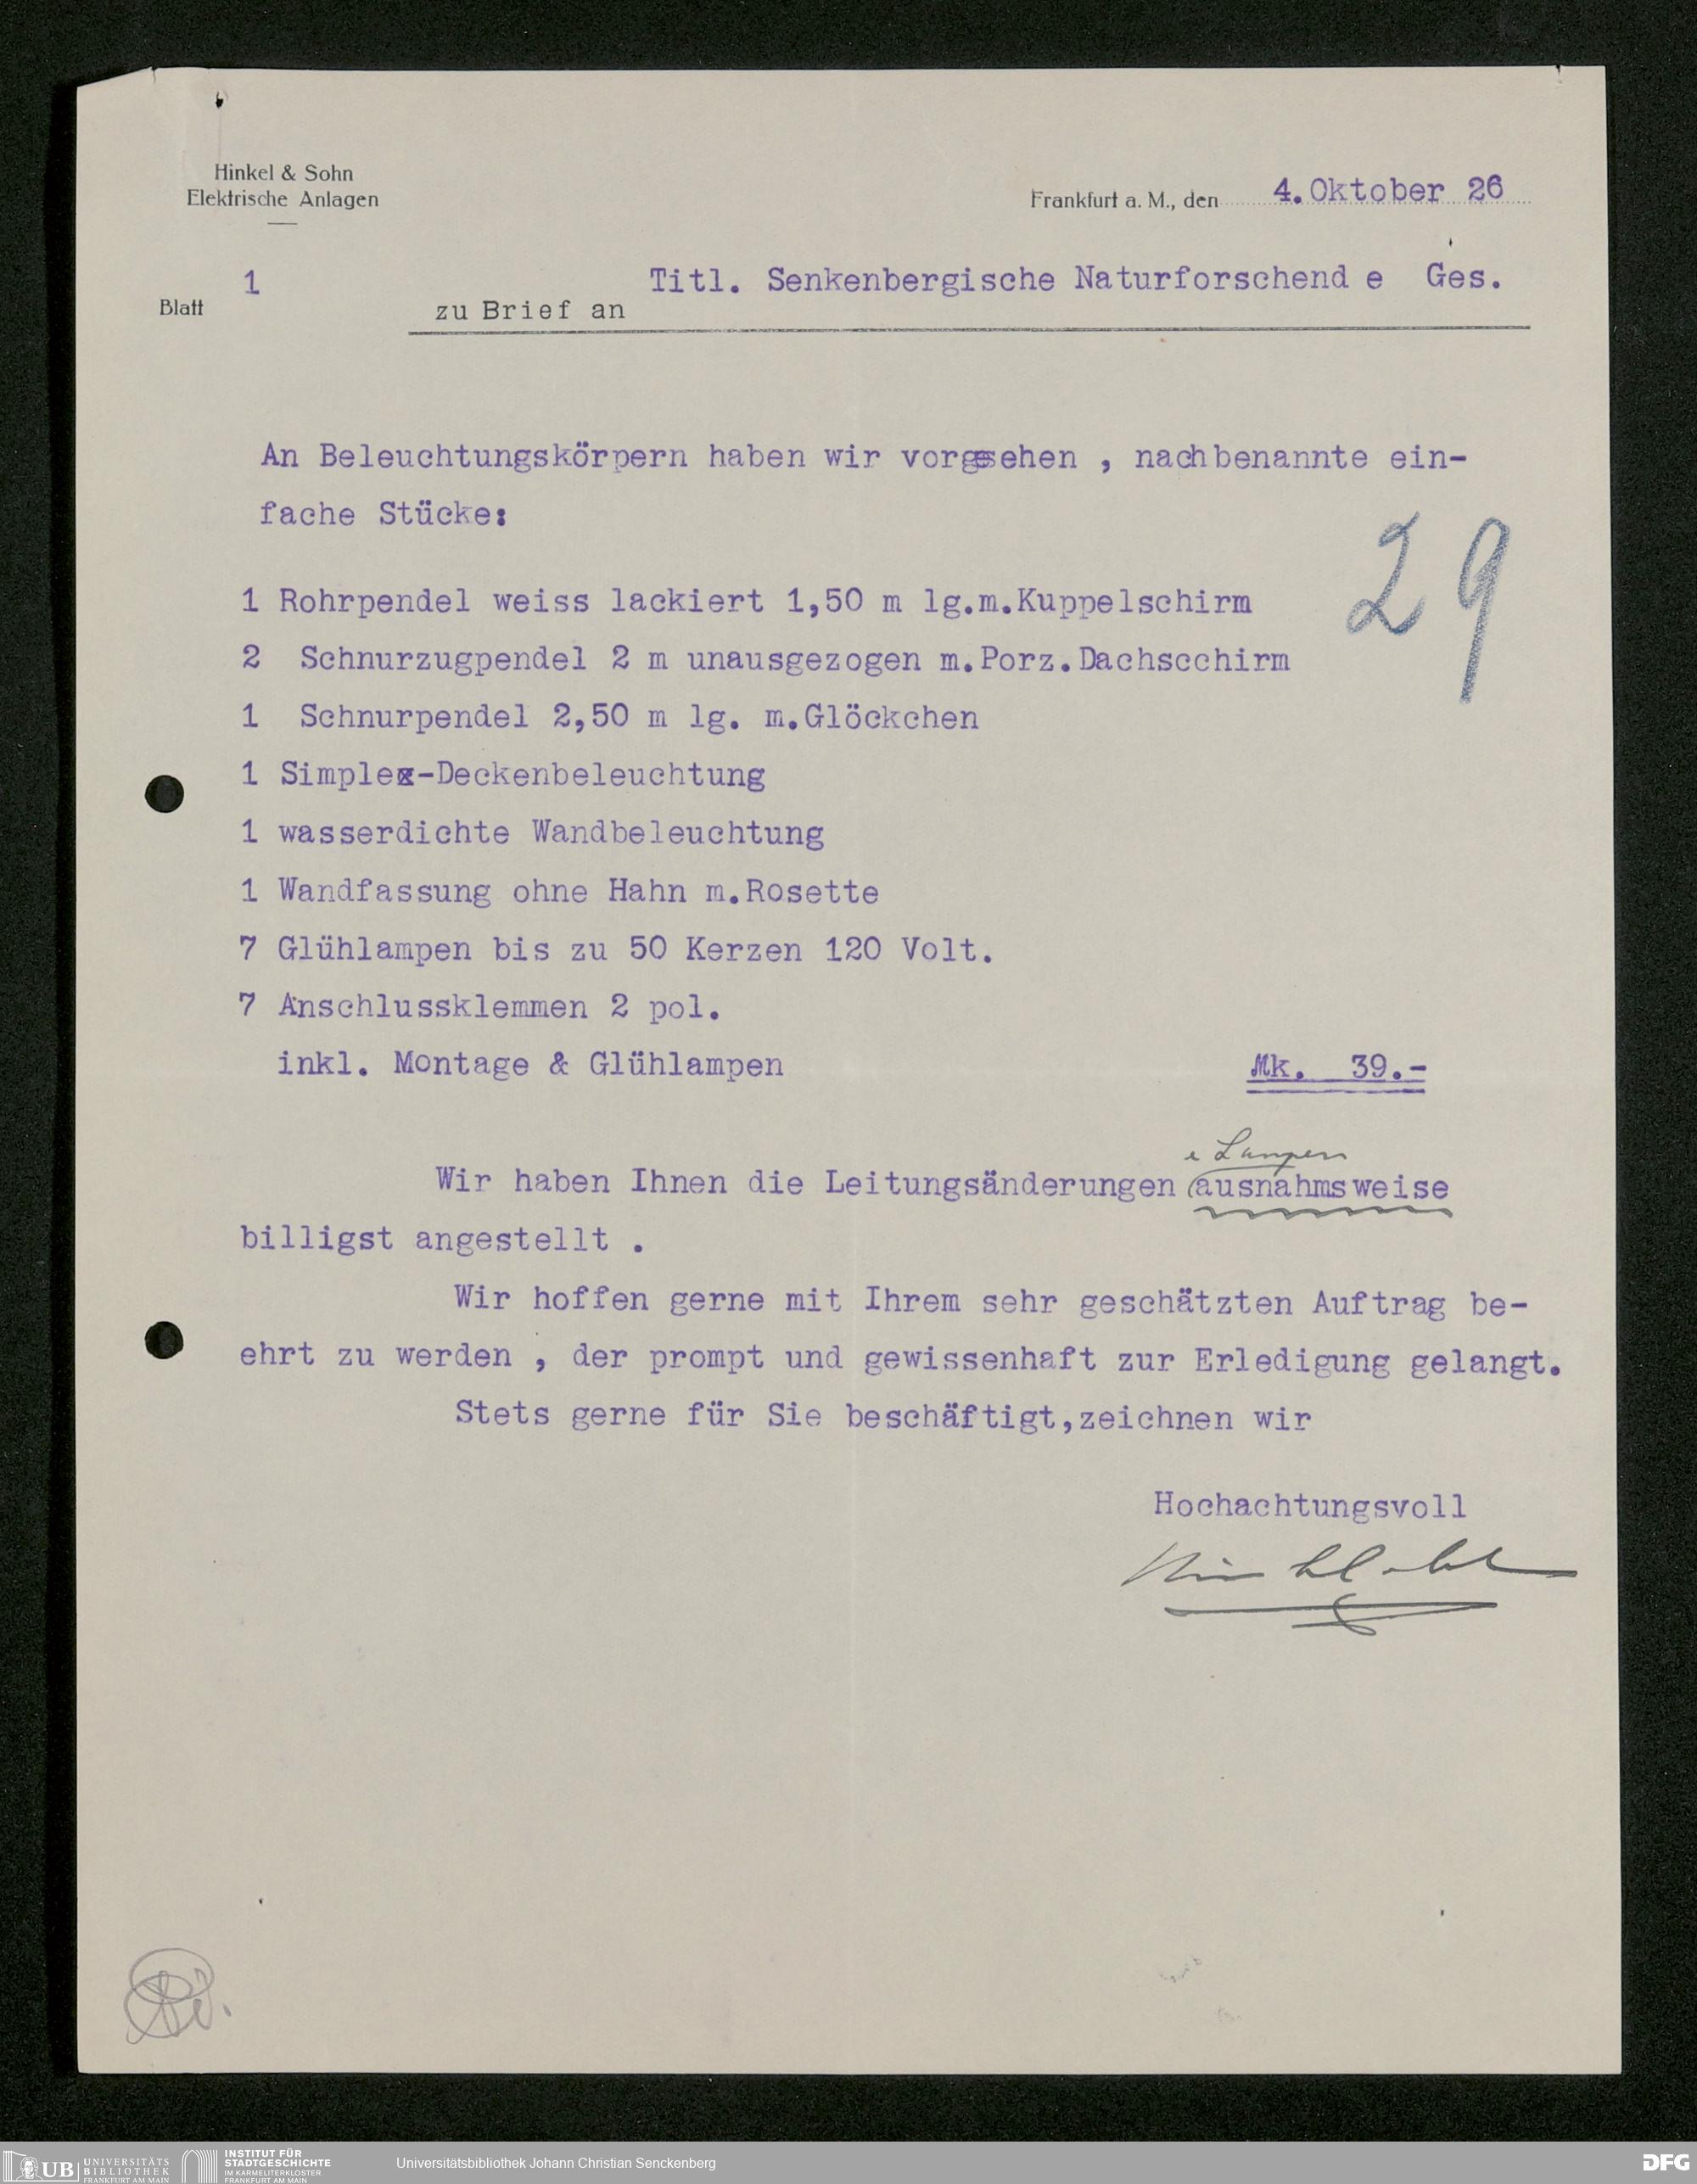 Hinkel & Sohn
Elektrische Anlagen
Frankfurt a. M., den 4. Oktober 26
Blatt 1 zu Brief an Titl. Senkenbergische Naturforschend e Ges.
An Beleuchtungskörpern haben wir vorgesehen , nachbenannte ein-
fache Stücke:
29
1 Rohrpendel weiss lackiert 1,50 m lg.m.Kuppelschirm
2 Schnurzugpendel 2 m unausgezogen m.Porz.Dachscchirm
1 Schnurpendel 2,50 m lg. m.Glöckchen
1 Simplex-Deckenbeleuchtung
1 wasserdichte Wandbeleuchtung
1 Wandfassung ohne Hahn m.Rosette
7 Glühlampen bis zu 50 Kerzen 120 Volt.
7 Anschlussklemmen 2 pol.
inkl. Montage & Glühlampen Mk. 39.-
Lampen
Wir haben Ihnen die Leitungsänderungen ausnahmsweise
billigst angestellt .
Wir hoffen gerne mit Ihrem sehr geschätzten Auftrag be-
ehrt zu werden , der prompt und gewissenhaft zur Erledigung gelangt.
Stets gerne für Sie beschäftigt,zeichnen wir
Hochachtungsvoll
UB UNIVERSITÄTS
BIBLIOTHEK
FRANKFURT AM MAIN
INSTITUT FÜR
STADTGESCHICHTE
IM KARMELITERKLOSTER
FRANKFURT AM MAIN
Universitätsbibliothek Johann Christian Senckenberg
DFG